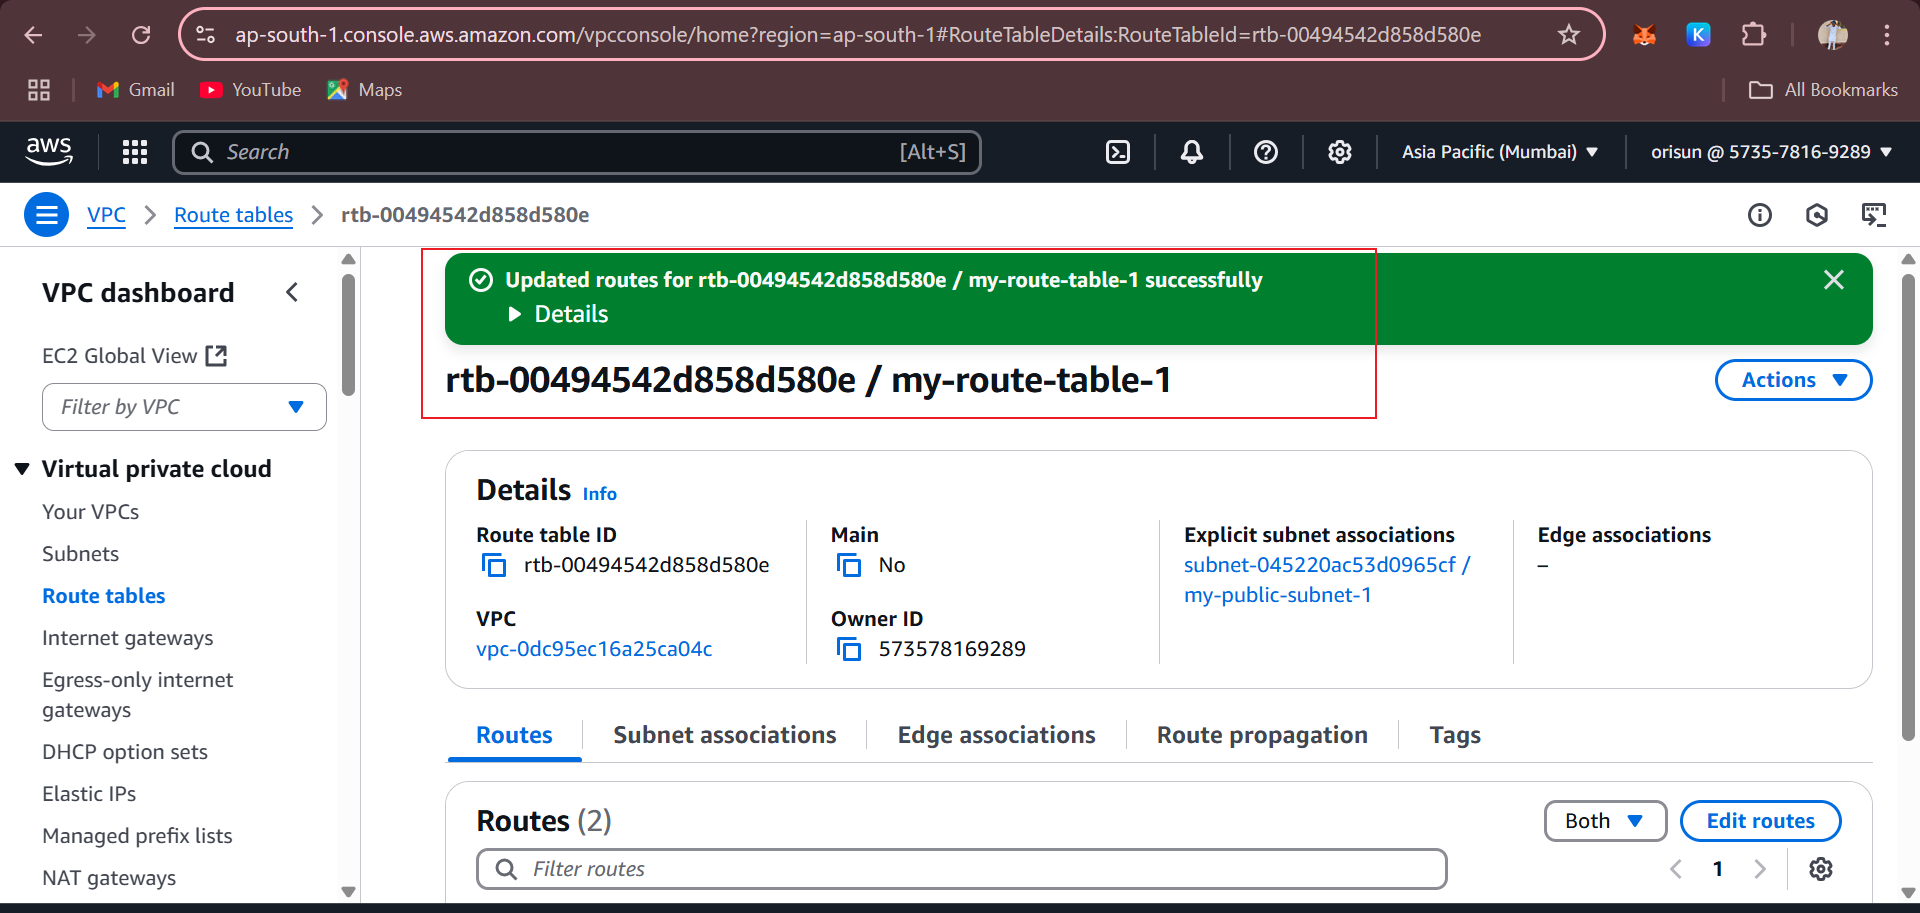 ap-south-1.console.aws.amazon.com/vpcconsole/home?region=ap-south-1#RouteTableDetails:RouteTableId=rtb-00494542d858d580e
K
Gmail YouTube Maps All Bookmarks
aws Search [Alt+S] Asia Pacific (Mumbai) orisun @ 5735-7816-9289
VPC Route tables rtb-00494542d858d580e
VPC dashboard
EC2 Global View
Filter by VPC
Virtual private cloud
Your VPCs
Subnets
Route tables
Internet gateways
Egress-only internet
gateways
DHCP option sets
Elastic IPs
Managed prefix lists
NAT gateways
Updated routes for rtb-00494542d858d580e / my-route-table-1 successfully
Details
rtb-00494542d858d580e / my-route-table-1
Actions
Details Info
Route table ID
rtb-00494542d858d580e
Main
No
Explicit subnet associations
subnet-045220ac53d0965cf /
my-public-subnet-1
Edge associations
–
VPC
vpc-0dc95ec16a25ca04c
Owner ID
573578169289
Routes Subnet associations Edge associations Route propagation Tags
Routes (2)
Both Edit routes
Filter routes
1